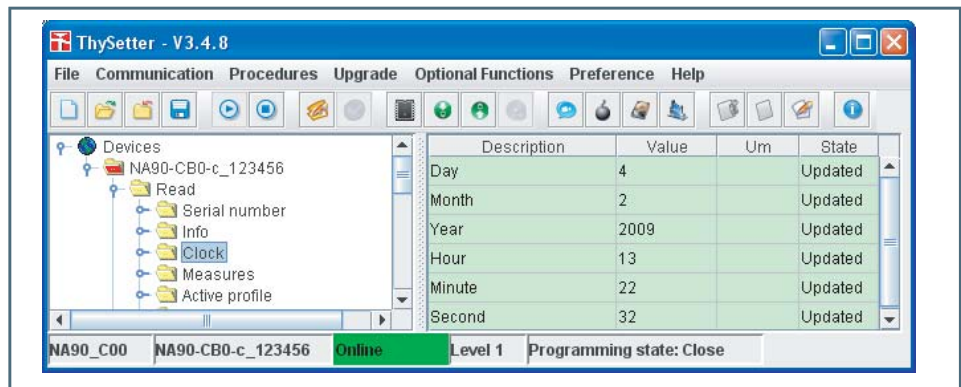 ThySetter - V3.4.8
File Communication Procedures Upgrade Optional Functions Preference Help
Devices
NA90-CB0-c_123456
Read
Serial number
Info
Clock
Measures
Active profile
Description Value Um State
Day 4 Updated
Month 2 Updated
Year 2009 Updated
Hour 13 Updated
Minute 22 Updated
Second 32 Updated
NA90_C00 NA90-CB0-c_123456 Online Level 1 Programming state: Close